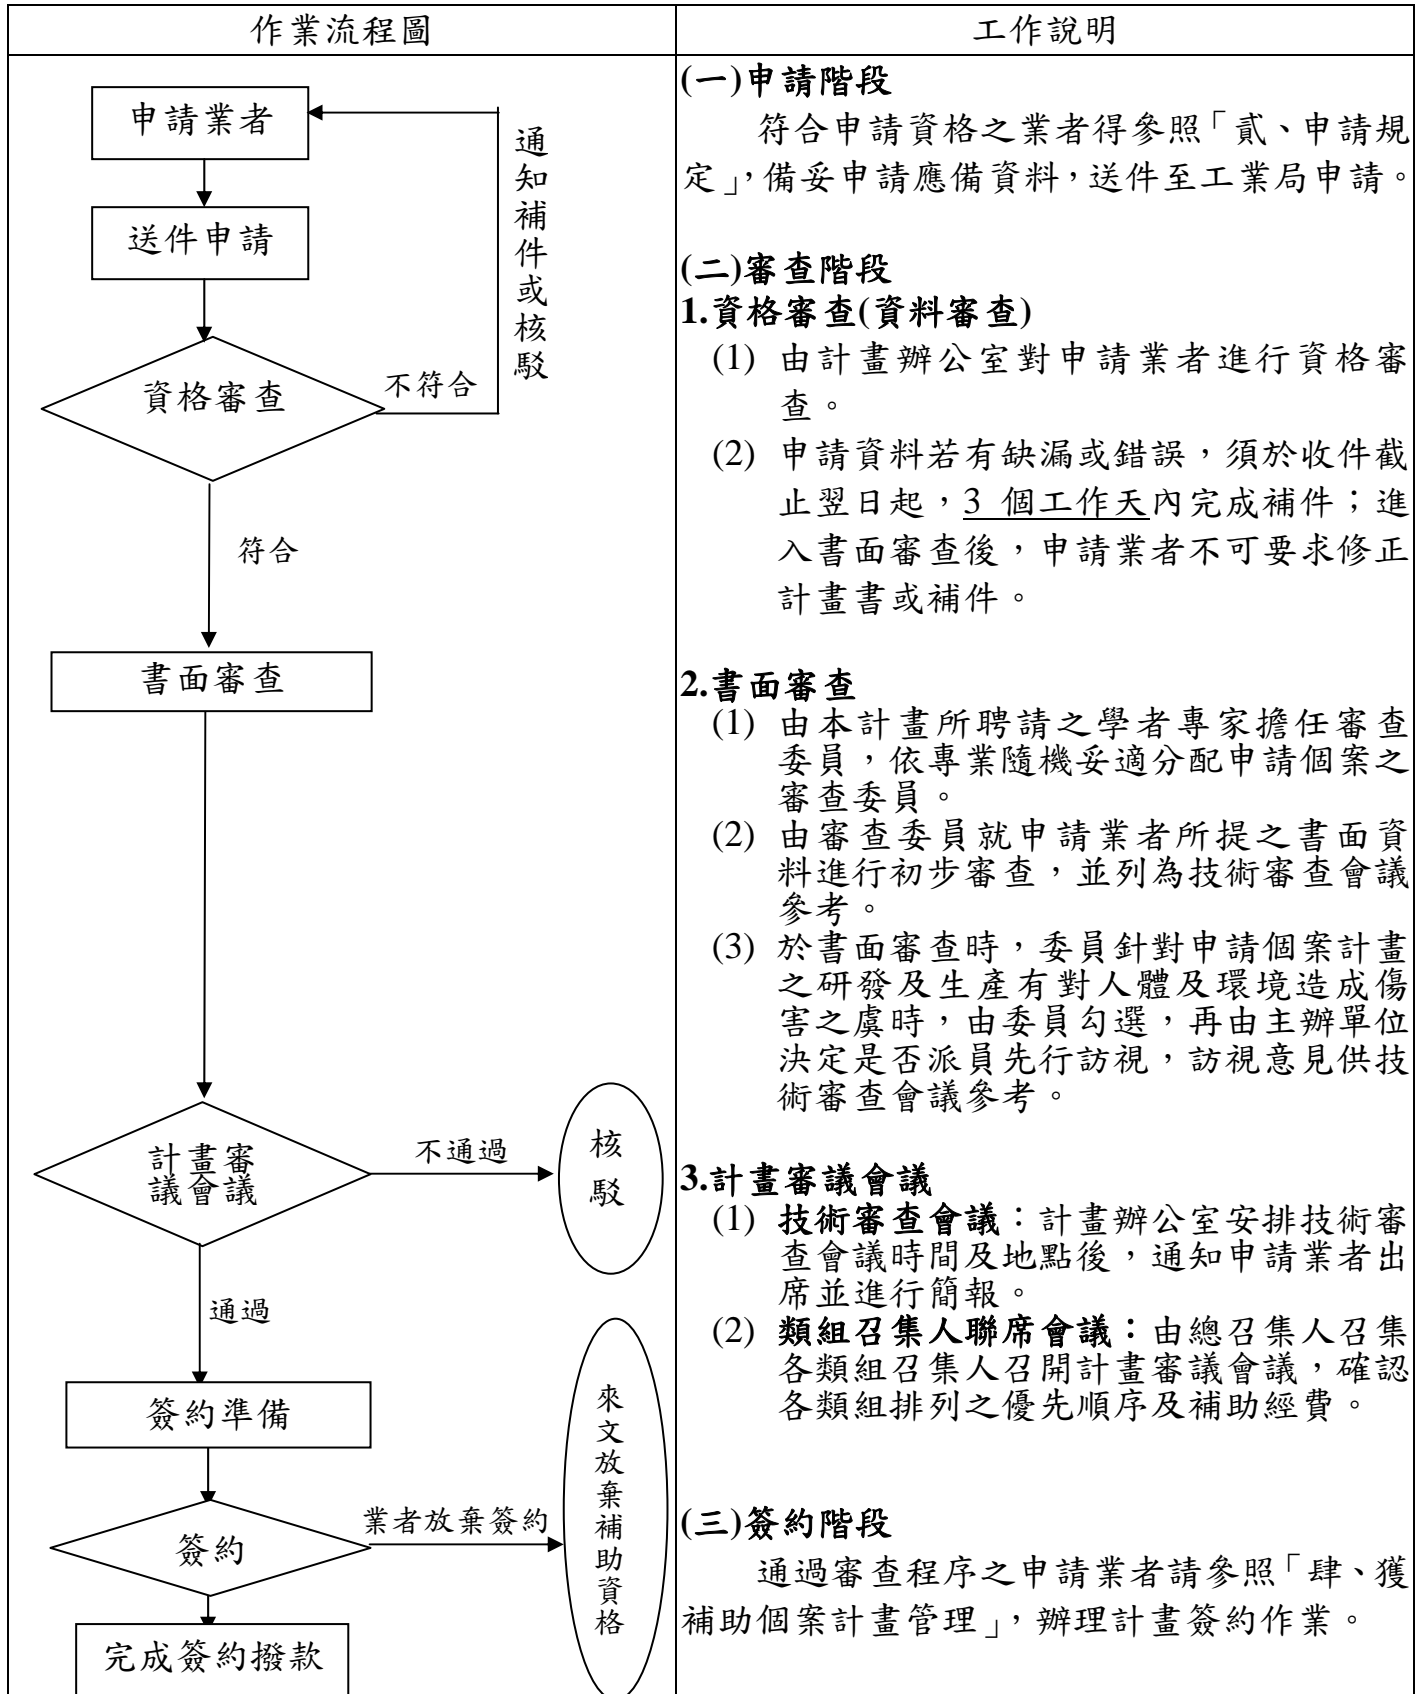 作業流程圖
工作說明
申請業者
送件申請
資格審查
不符合
通知補件或核駁
符合
書面審查
計畫審
議會議
不通過
核駁
通過
簽約準備
簽約
業者放棄簽約
來文放棄補助資格
完成簽約撥款
(一)申請階段
符合申請資格之業者得參照「貳、申請規
定」,備妥申請應備資料,送件至工業局申請。
(二)審查階段
1.資格審查(資料審查)
(1) 由計畫辦公室對申請業者進行資格審
查。
(2) 申請資料若有缺漏或錯誤,須於收件截
止翌日起,3 個工作天內完成補件;進
入書面審查後,申請業者不可要求修正
計畫書或補件。
2.書面審查
(1) 由本計畫所聘請之學者專家擔任審查
委員,依專業隨機妥適分配申請個案之
審查委員。
(2) 由審查委員就申請業者所提之書面資
料進行初步審查,並列為技術審查會議
參考。
(3) 於書面審查時,委員針對申請個案計畫
之研發及生產有對人體及環境造成傷
害之虞時,由委員勾選,再由主辦單位
決定是否派員先行訪視,訪視意見供技
術審查會議參考。
3.計畫審議會議
(1) 技術審查會議:計畫辦公室安排技術審
查會議時間及地點後,通知申請業者出
席並進行簡報。
(2) 類組召集人聯席會議:由總召集人召集
各類組召集人召開計畫審議會議,確認
各類組排列之優先順序及補助經費。
(三)簽約階段
通過審查程序之申請業者請參照「肆、獲
補助個案計畫管理」,辦理計畫簽約作業。